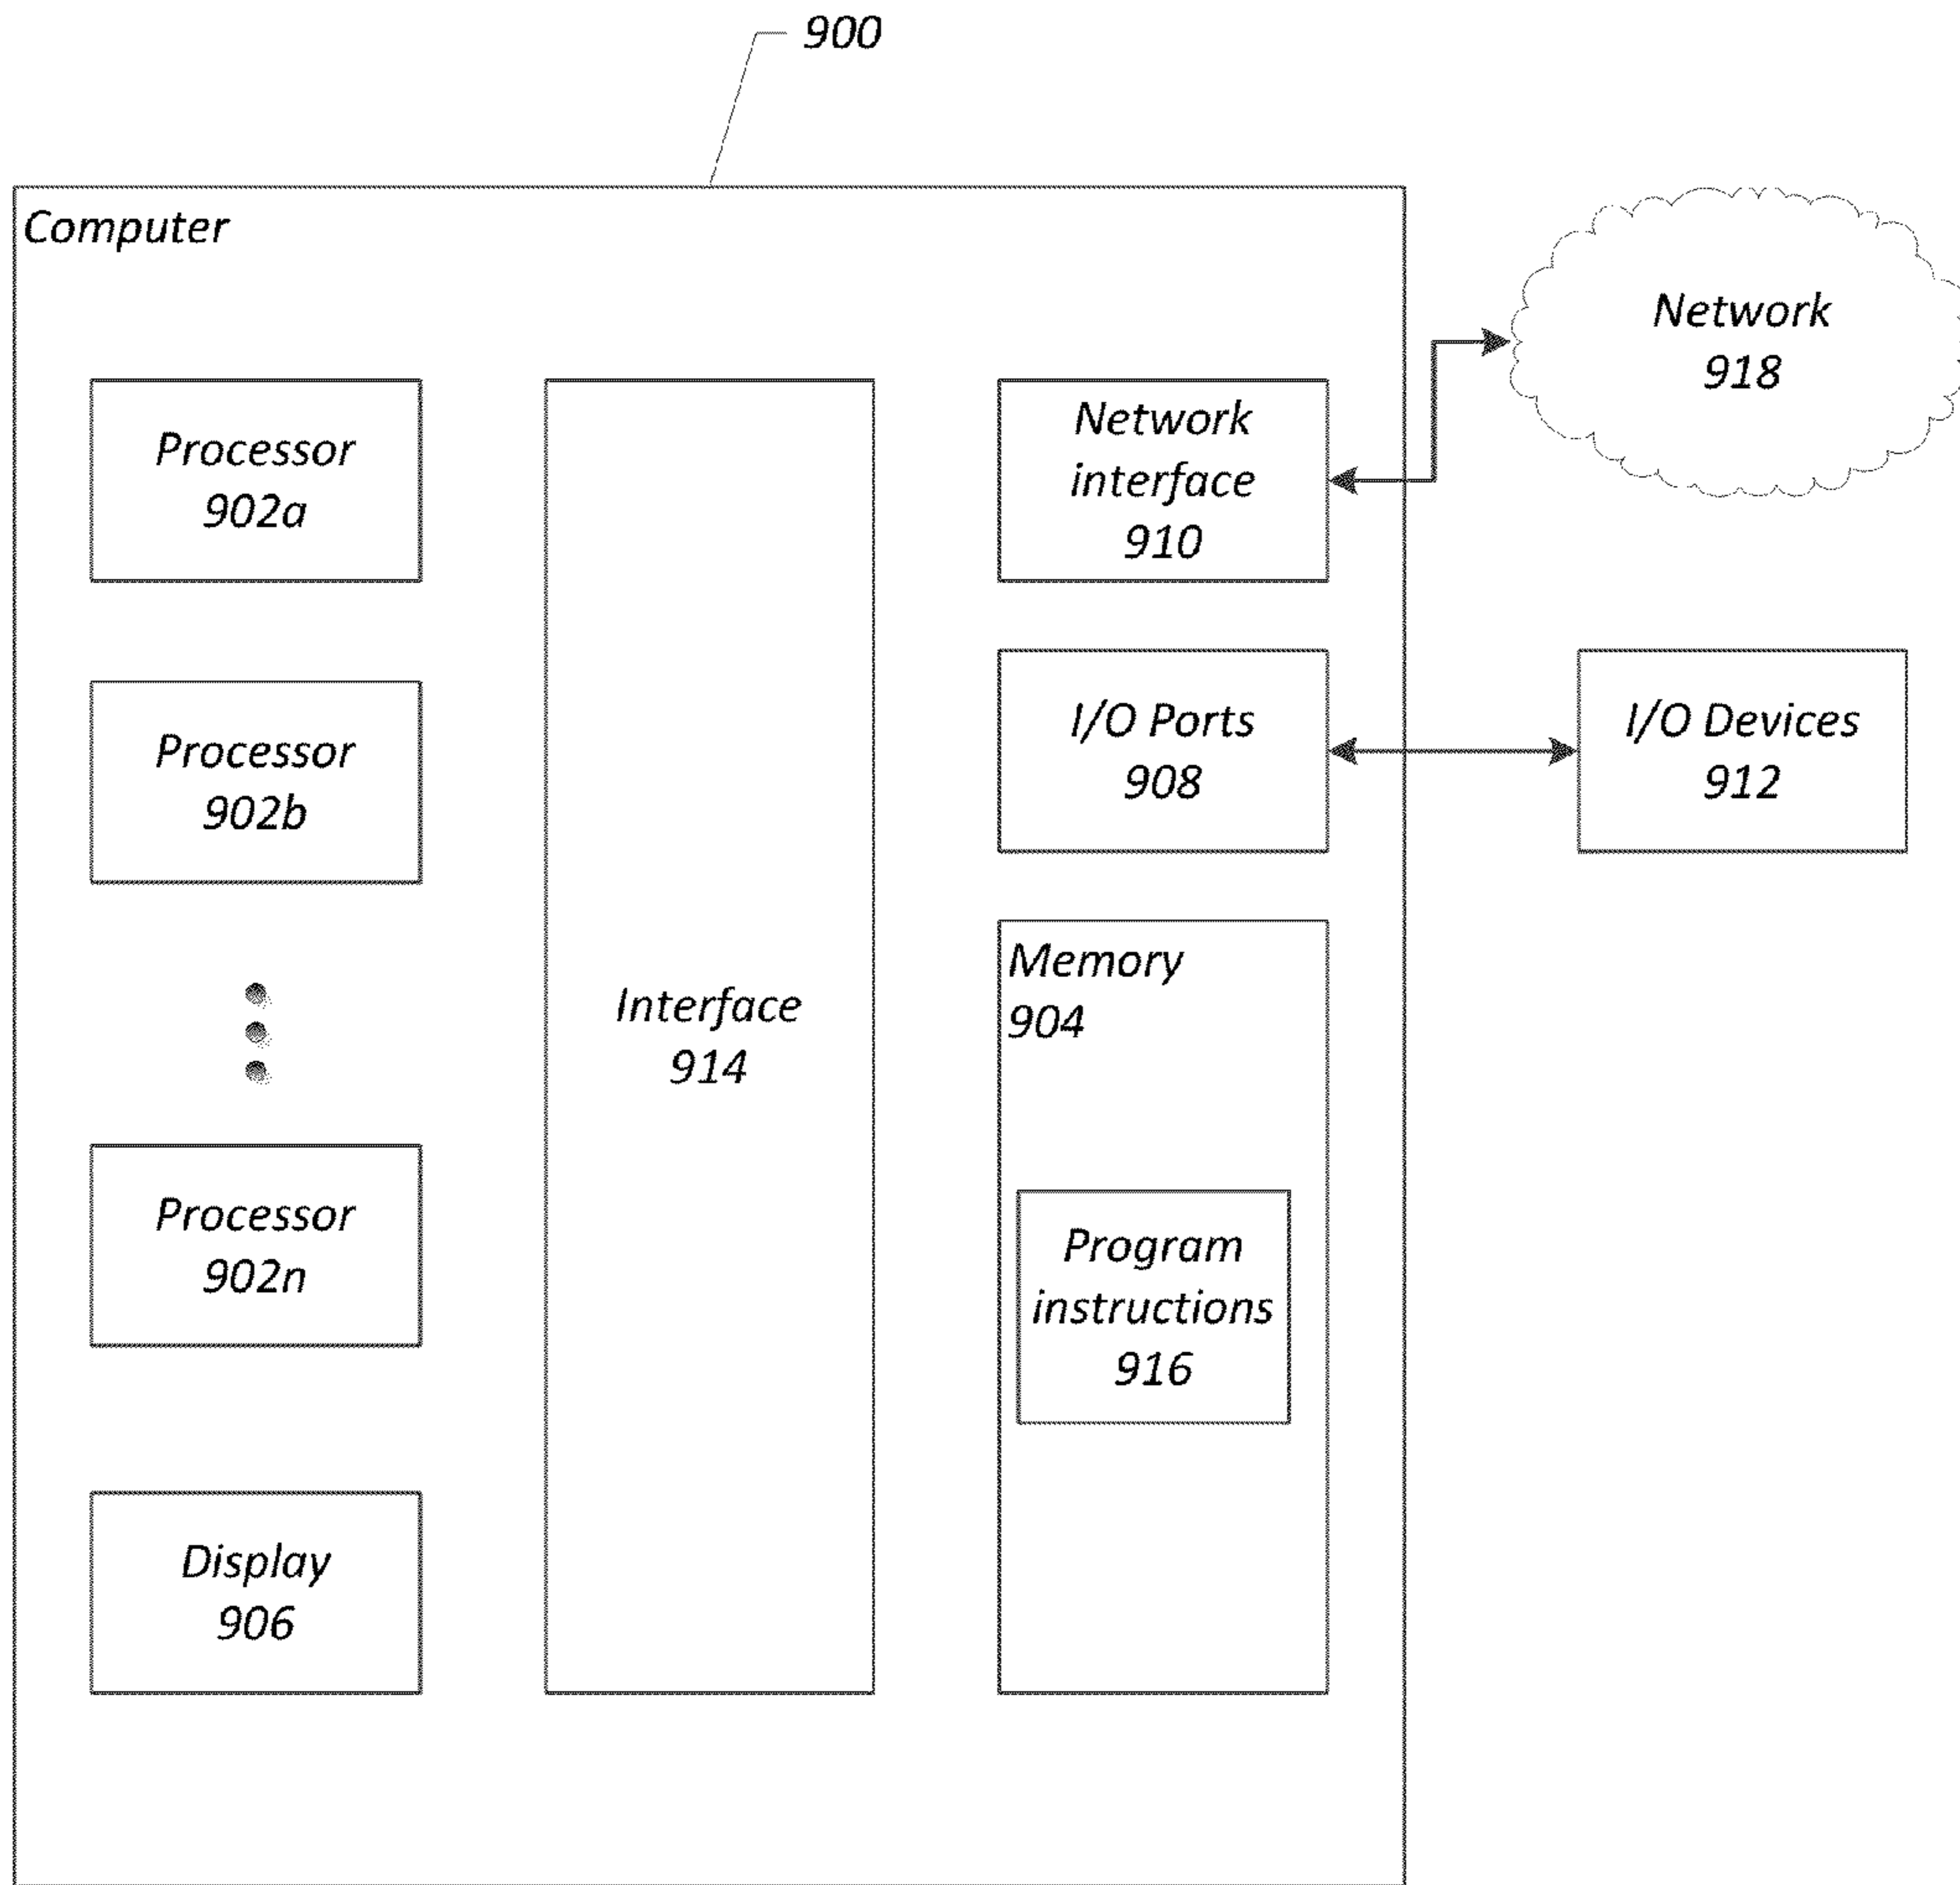 900
Computer
Network
918
Processor
902a
Network
interface
910
Processor
902b
I/O Ports
908
I/O Devices
912
Interface
914
Memory
904
Processor
902n
Program
instructions
916
Display
906